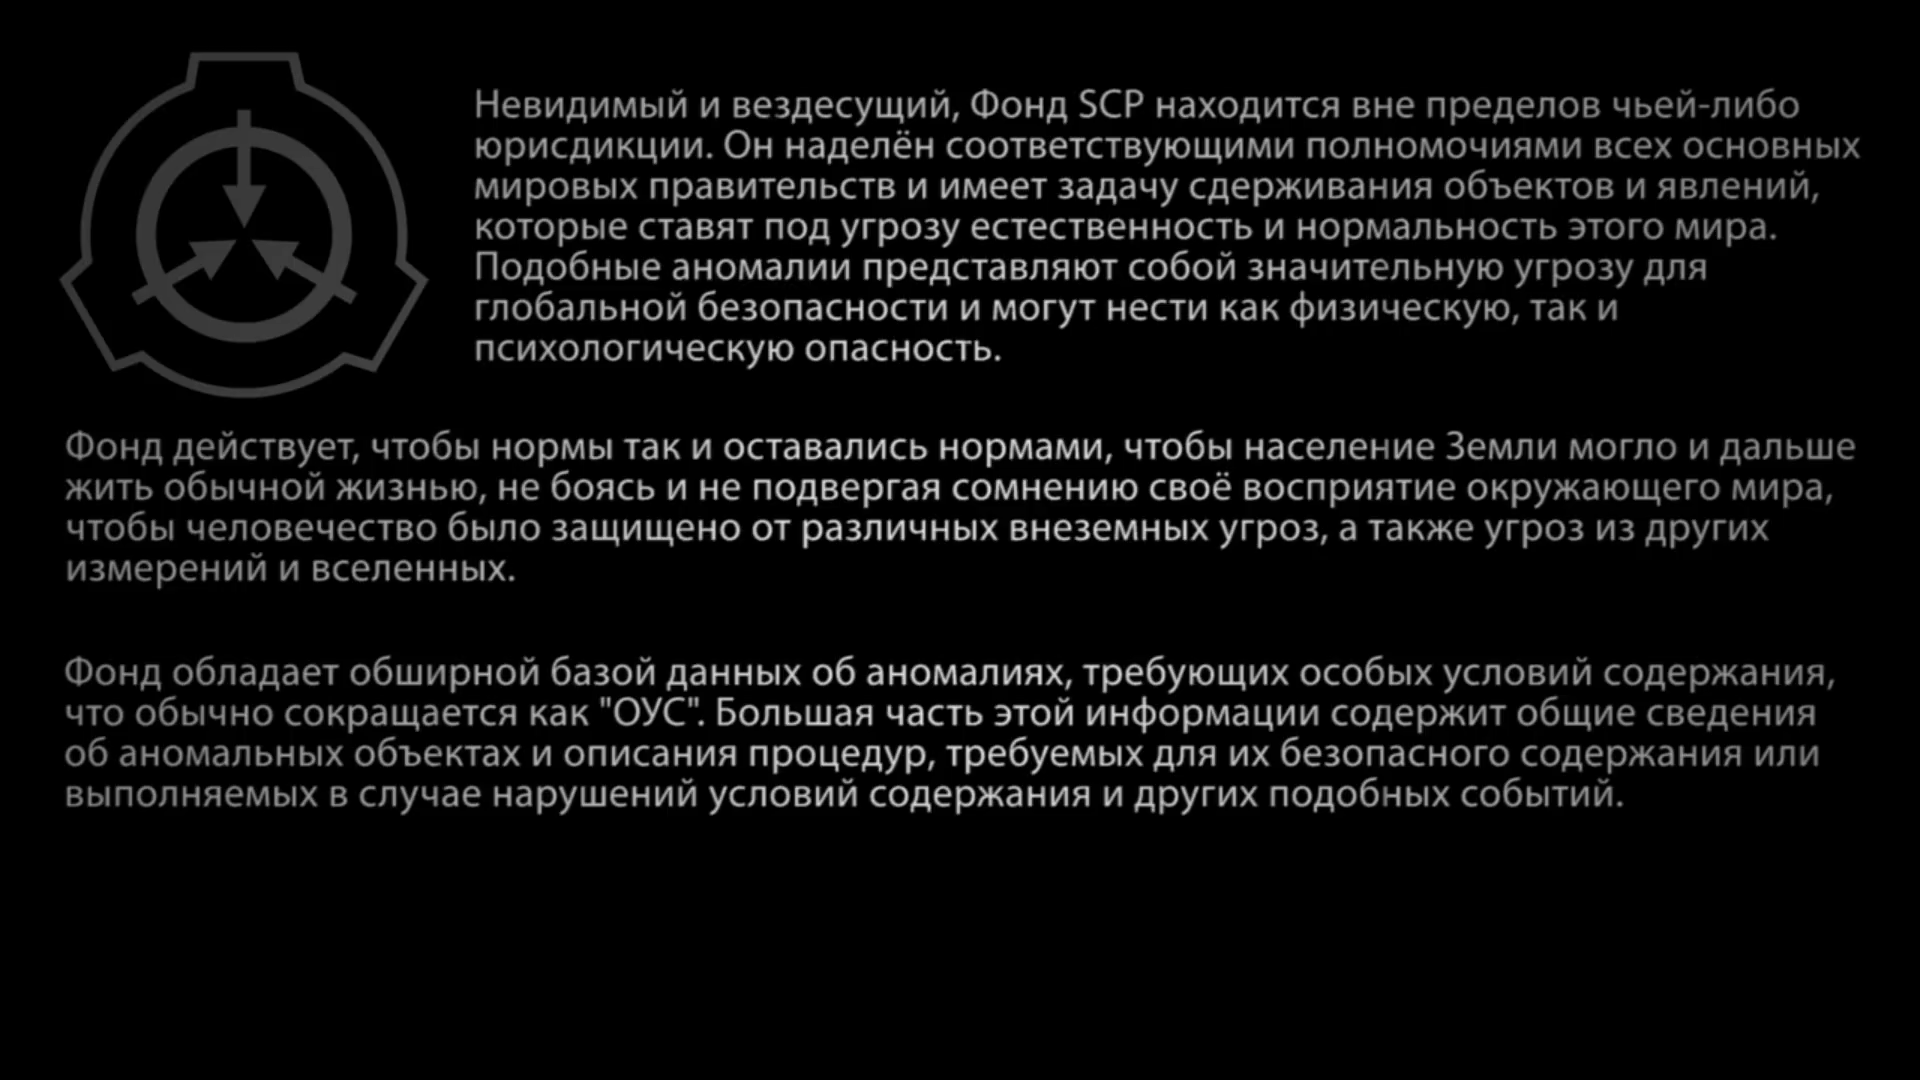 Невидимый и вездесущий, Фонд SCP находится вне пределов чьей-либо
юрисдикции. Он наделён соответствующими полномочиями всех основных
мировых правительств и имеет задачу сдерживания объектов и явлений,
которые ставят под угрозу естественность и нормальность этого мира.
Подобные аномалии представляют собой значительную угрозу для
глобальной безопасности и могут нести как физическую, так и
психологическую опасность.
Фонд действует, чтобы нормы так и оставались нормами, чтобы население Земли могло и дальше
жить обычной жизнью, не боясь и не подвергая сомнению своё восприятие окружающего мира,
чтобы человечество было защищено от различных внеземных угроз, а также угроз из других
измерений и вселенных.
Фонд обладает обширной базой данных об аномалиях, требующих особых условий содержания,
что обычно сокращается как "ОУС". Большая часть этой информации содержит общие сведения
об аномальных объектах и описания процедур, требуемых для их безопасного содержания или
выполняемых в случае нарушений условий содержания и других подобных событий.